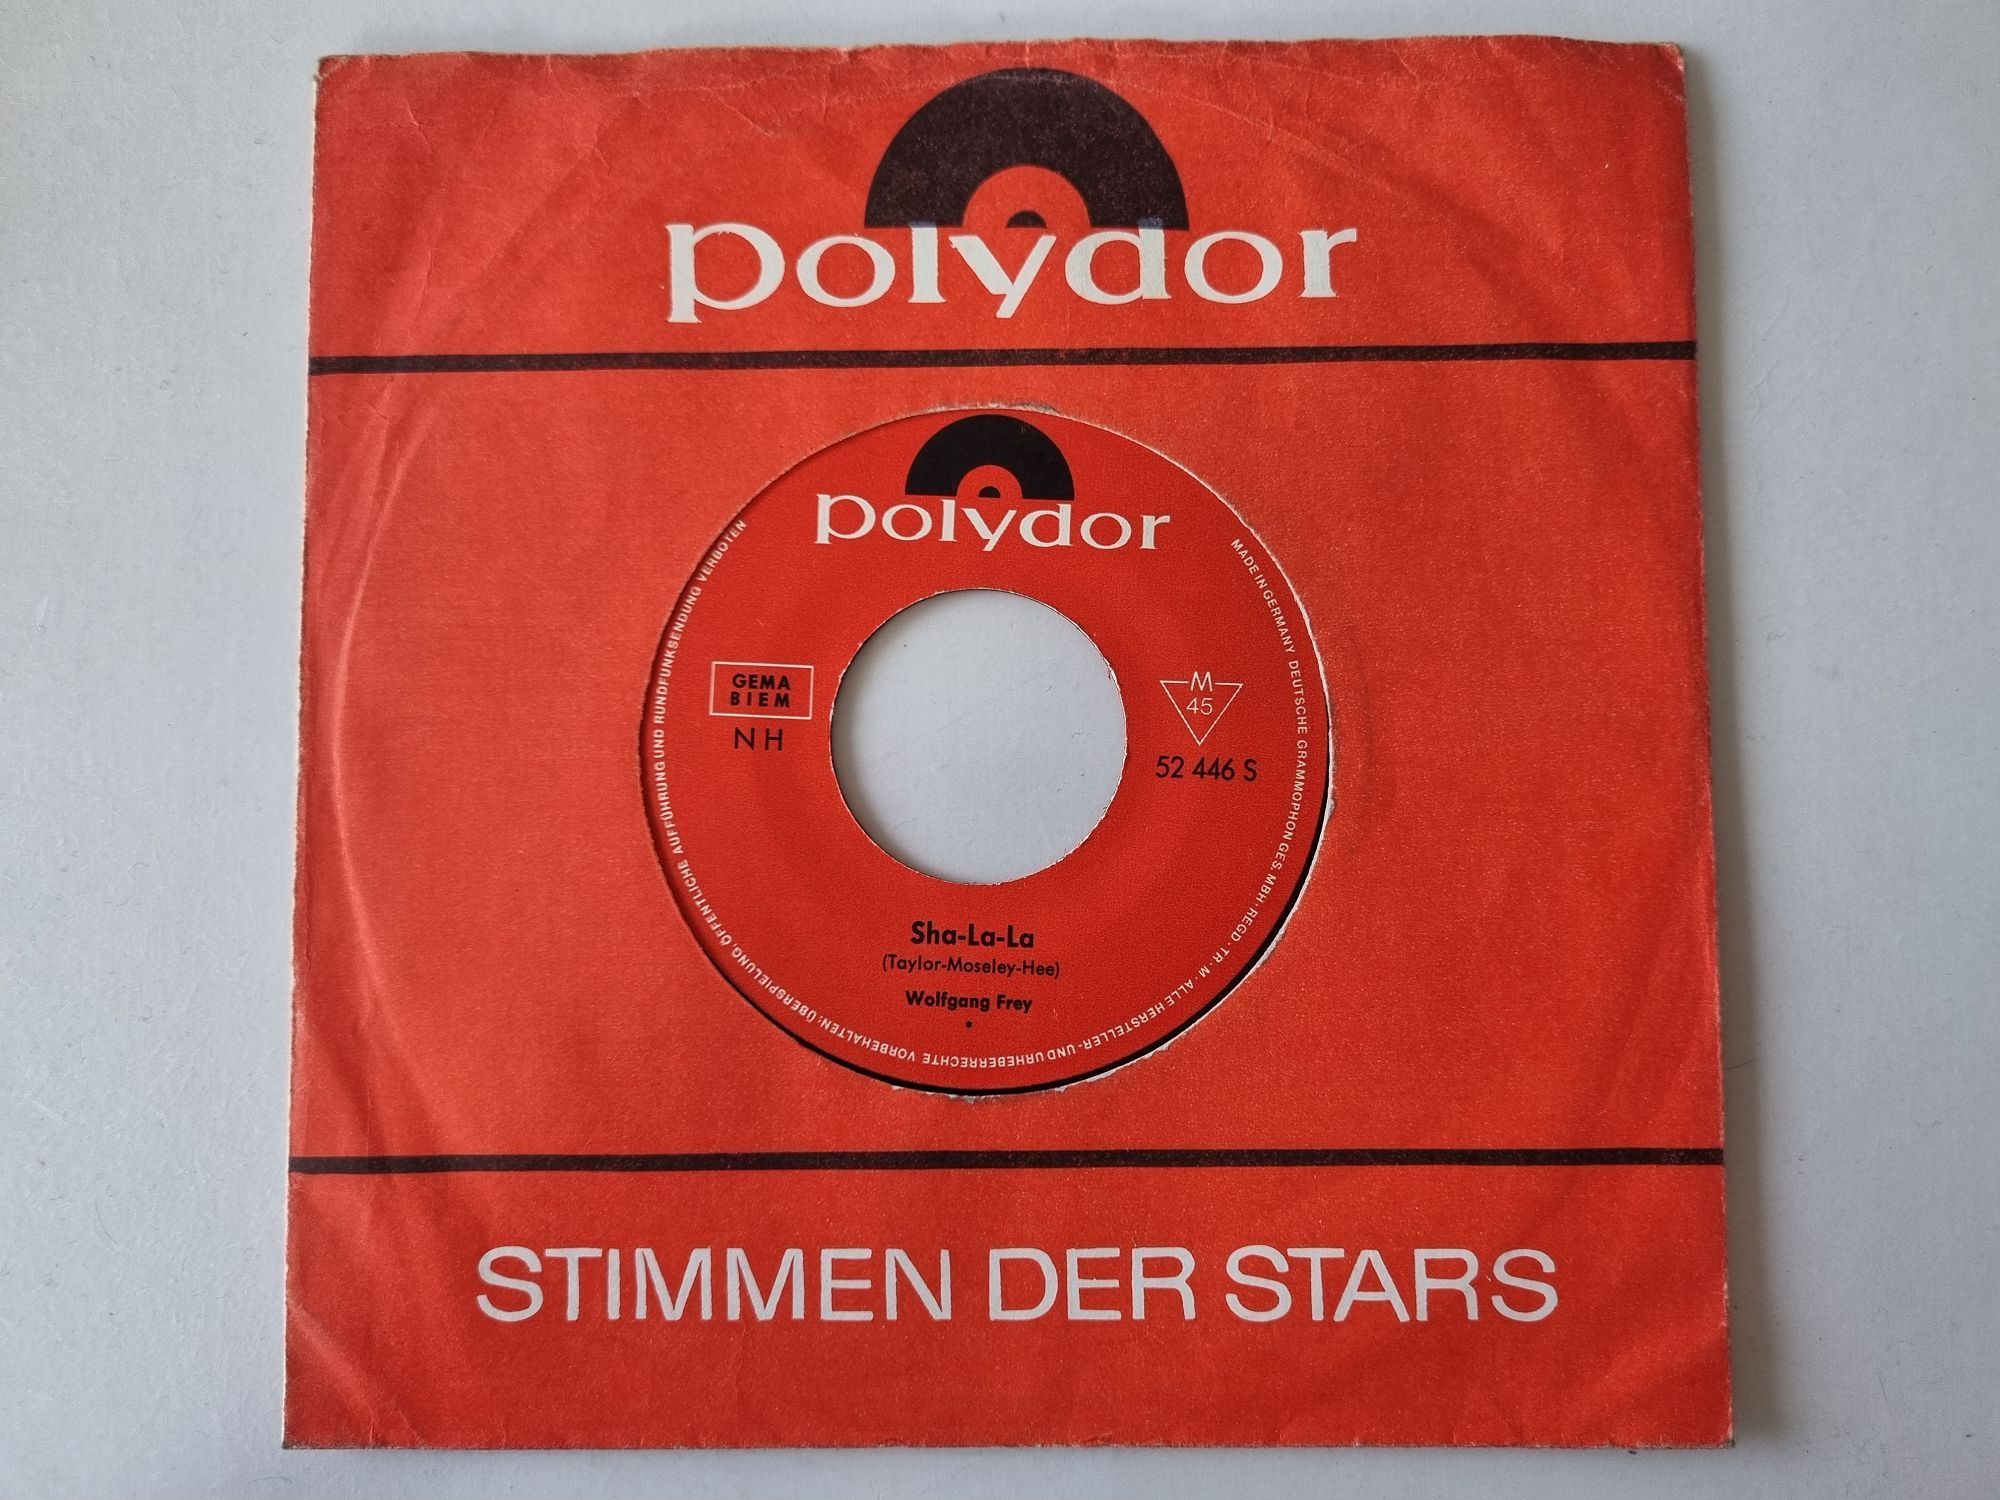 polydor
polydor
MADE IN GERMANY DEUTSCHE GRAMMOPHON GES. MBH · REGD · TR · M · ALLE HERSTELLER- UND URHEBERRECHTE VORBEHALTEN; ÜBERSPIELUNG, ÖFFENTLICHE AUFFÜHRUNG UND RUNDFUNKSENDUNG VERBOTEN
GEMA
BIEM
N H
M
45
52 446 S
Sha-La-La
(Taylor-Moseley-Hee)
Wolfgang Frey
*
STIMMEN DER STARS